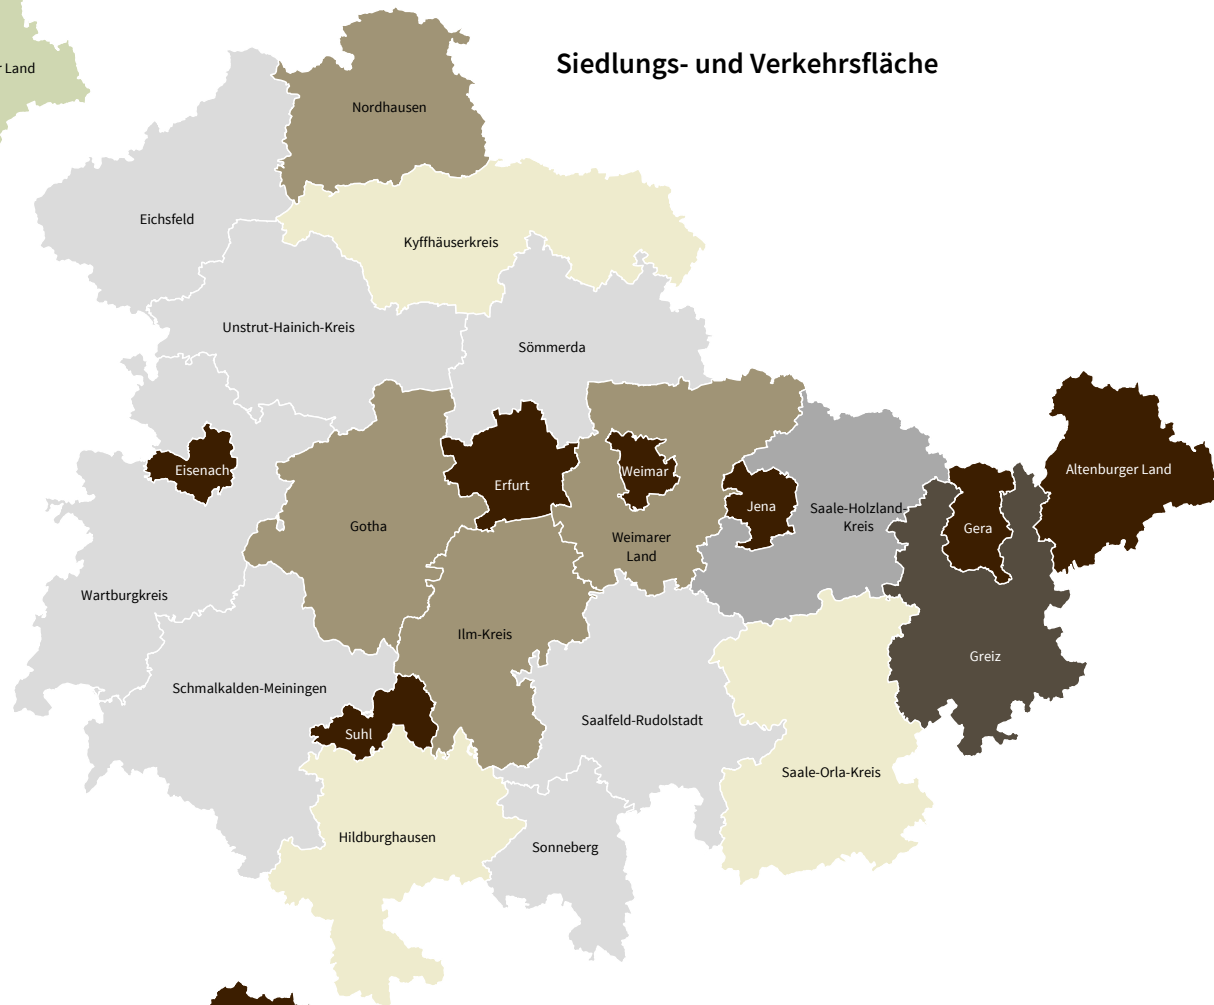 Siedlungs- und Verkehrsfläche
r Land
Nordhausen
Eichsfeld
Kyffhäuserkreis
Unstrut-Hainich-Kreis
Sömmerda
Eisenach
Erfurt
Weimar
Jena
Saale-Holzland-
Kreis
Gera
Altenburger Land
Gotha
Weimarer
Land
Wartburgkreis
Ilm-Kreis
Greiz
Schmalkalden-Meiningen
Suhl
Saalfeld-Rudolstadt
Saale-Orla-Kreis
Hildburghausen
Sonneberg